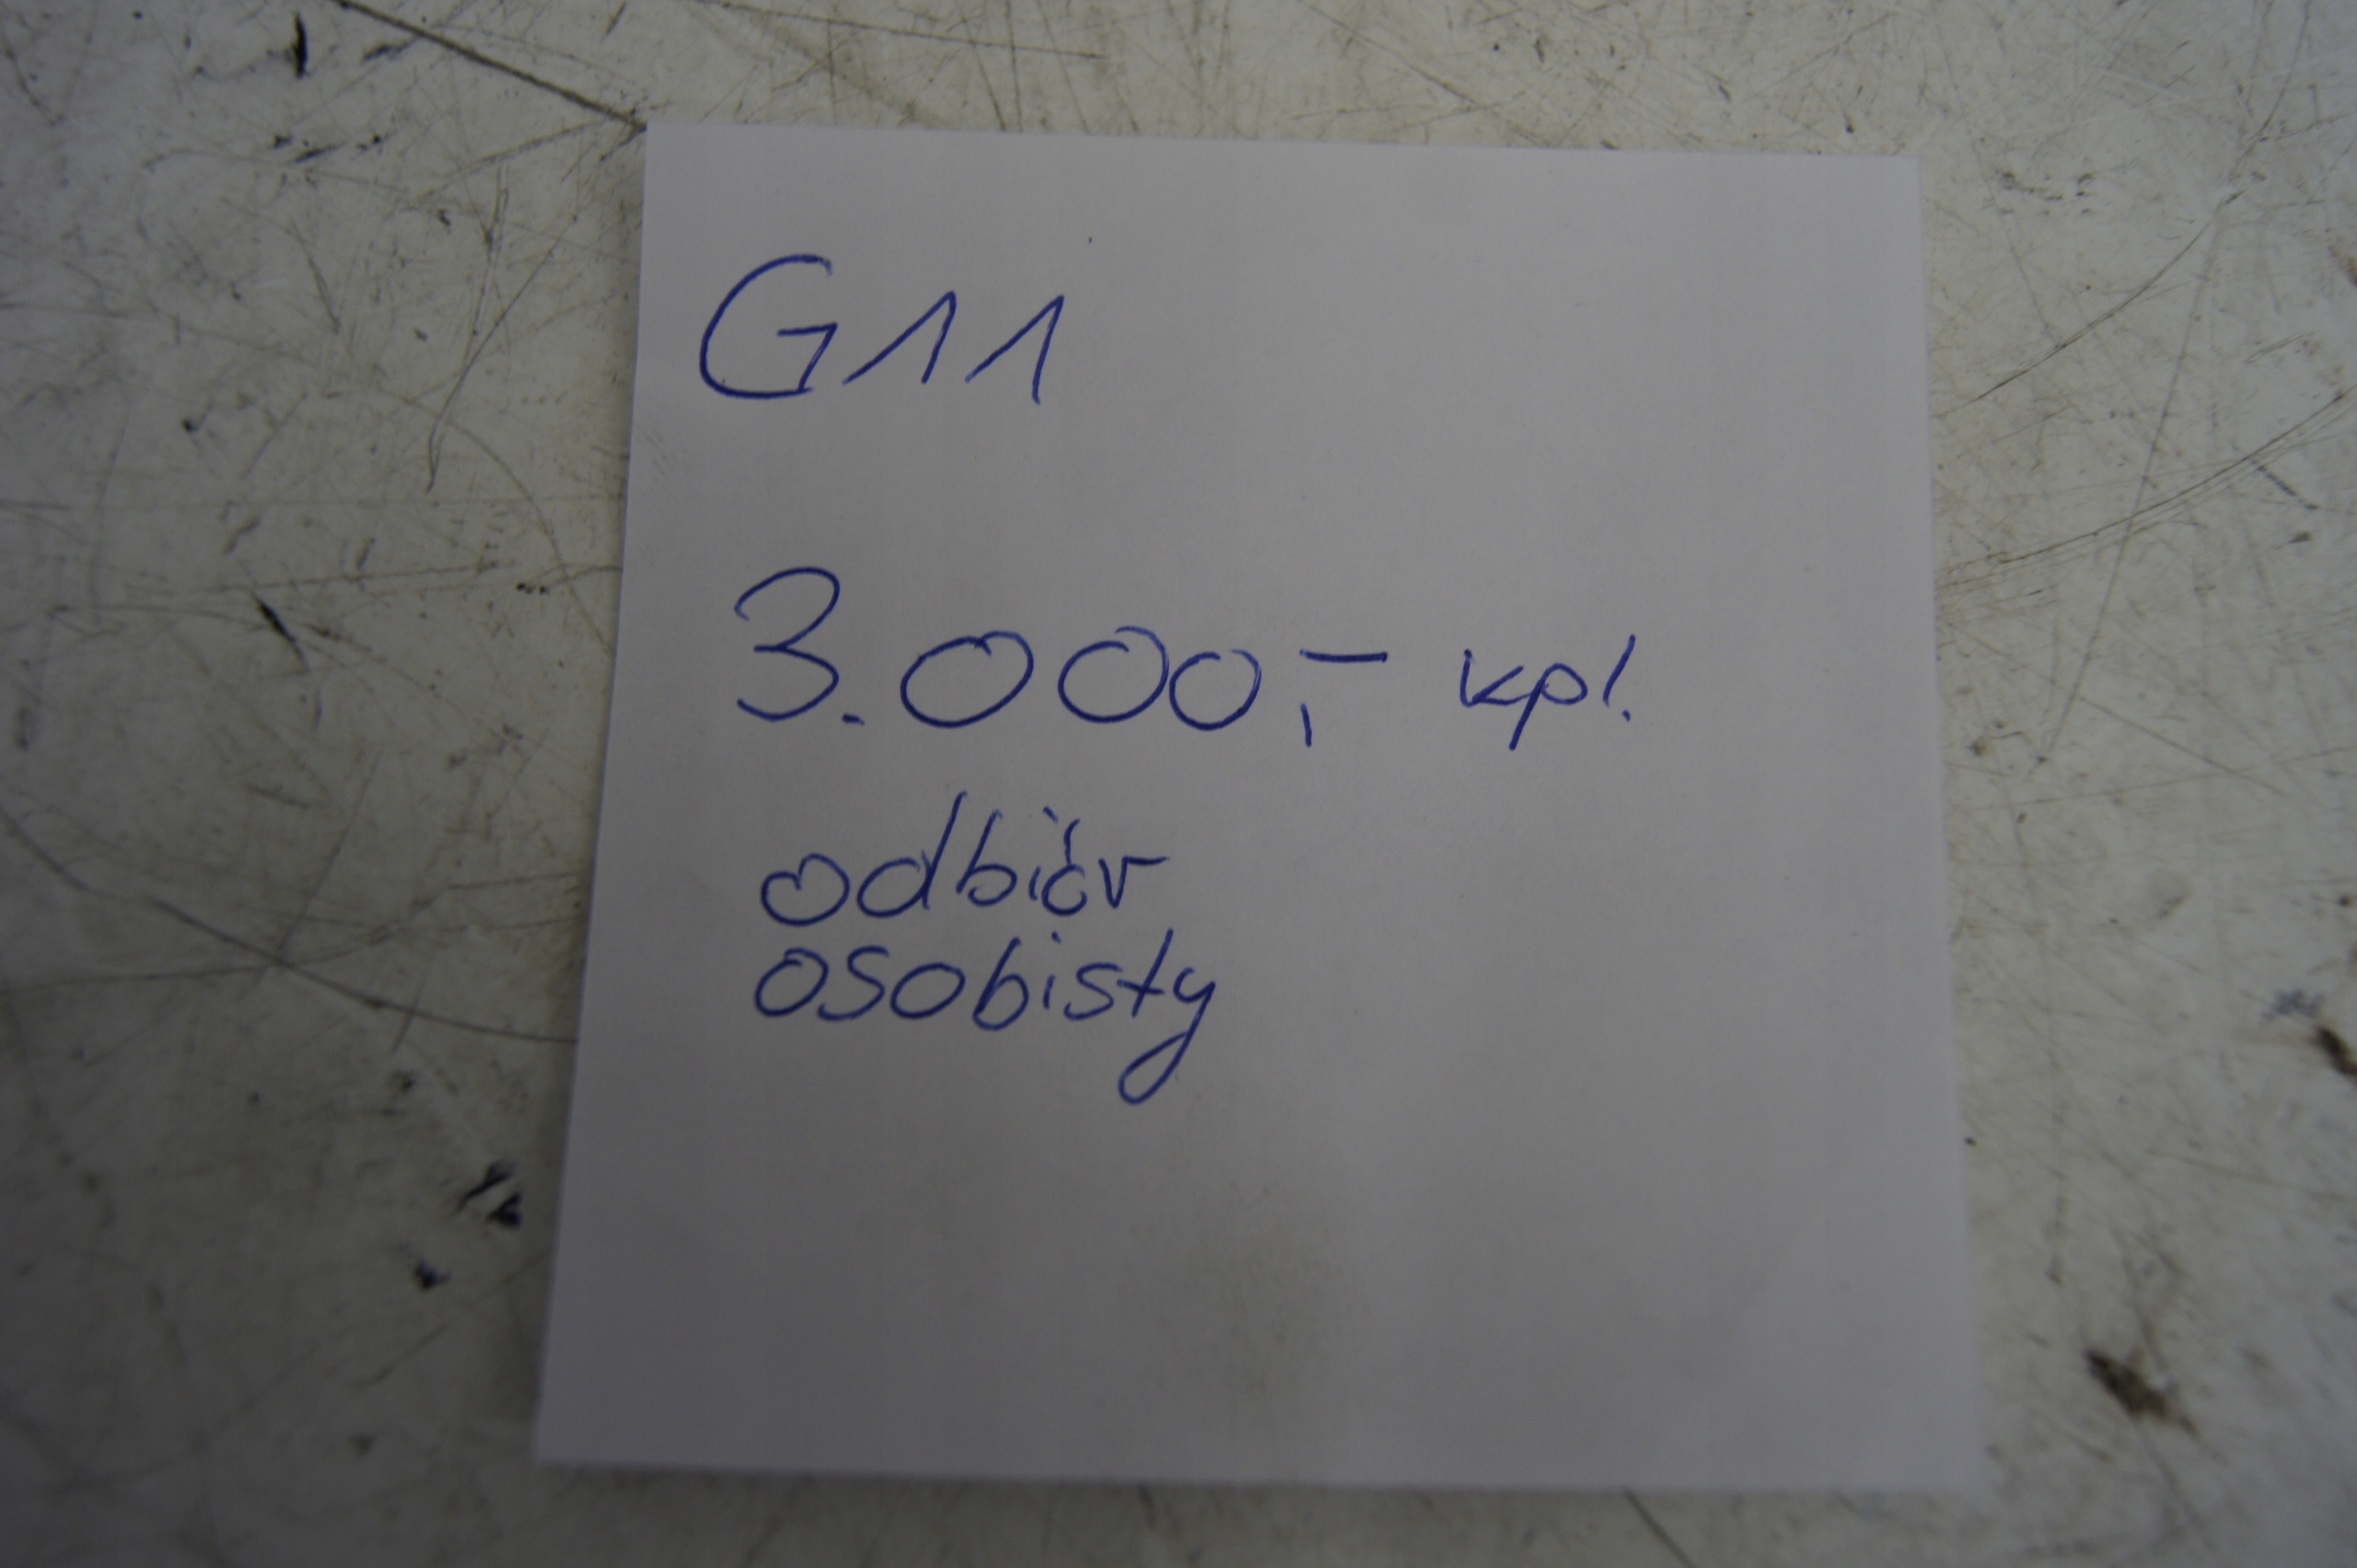 G11
3.000,- kpl.
odbiór
osobisty